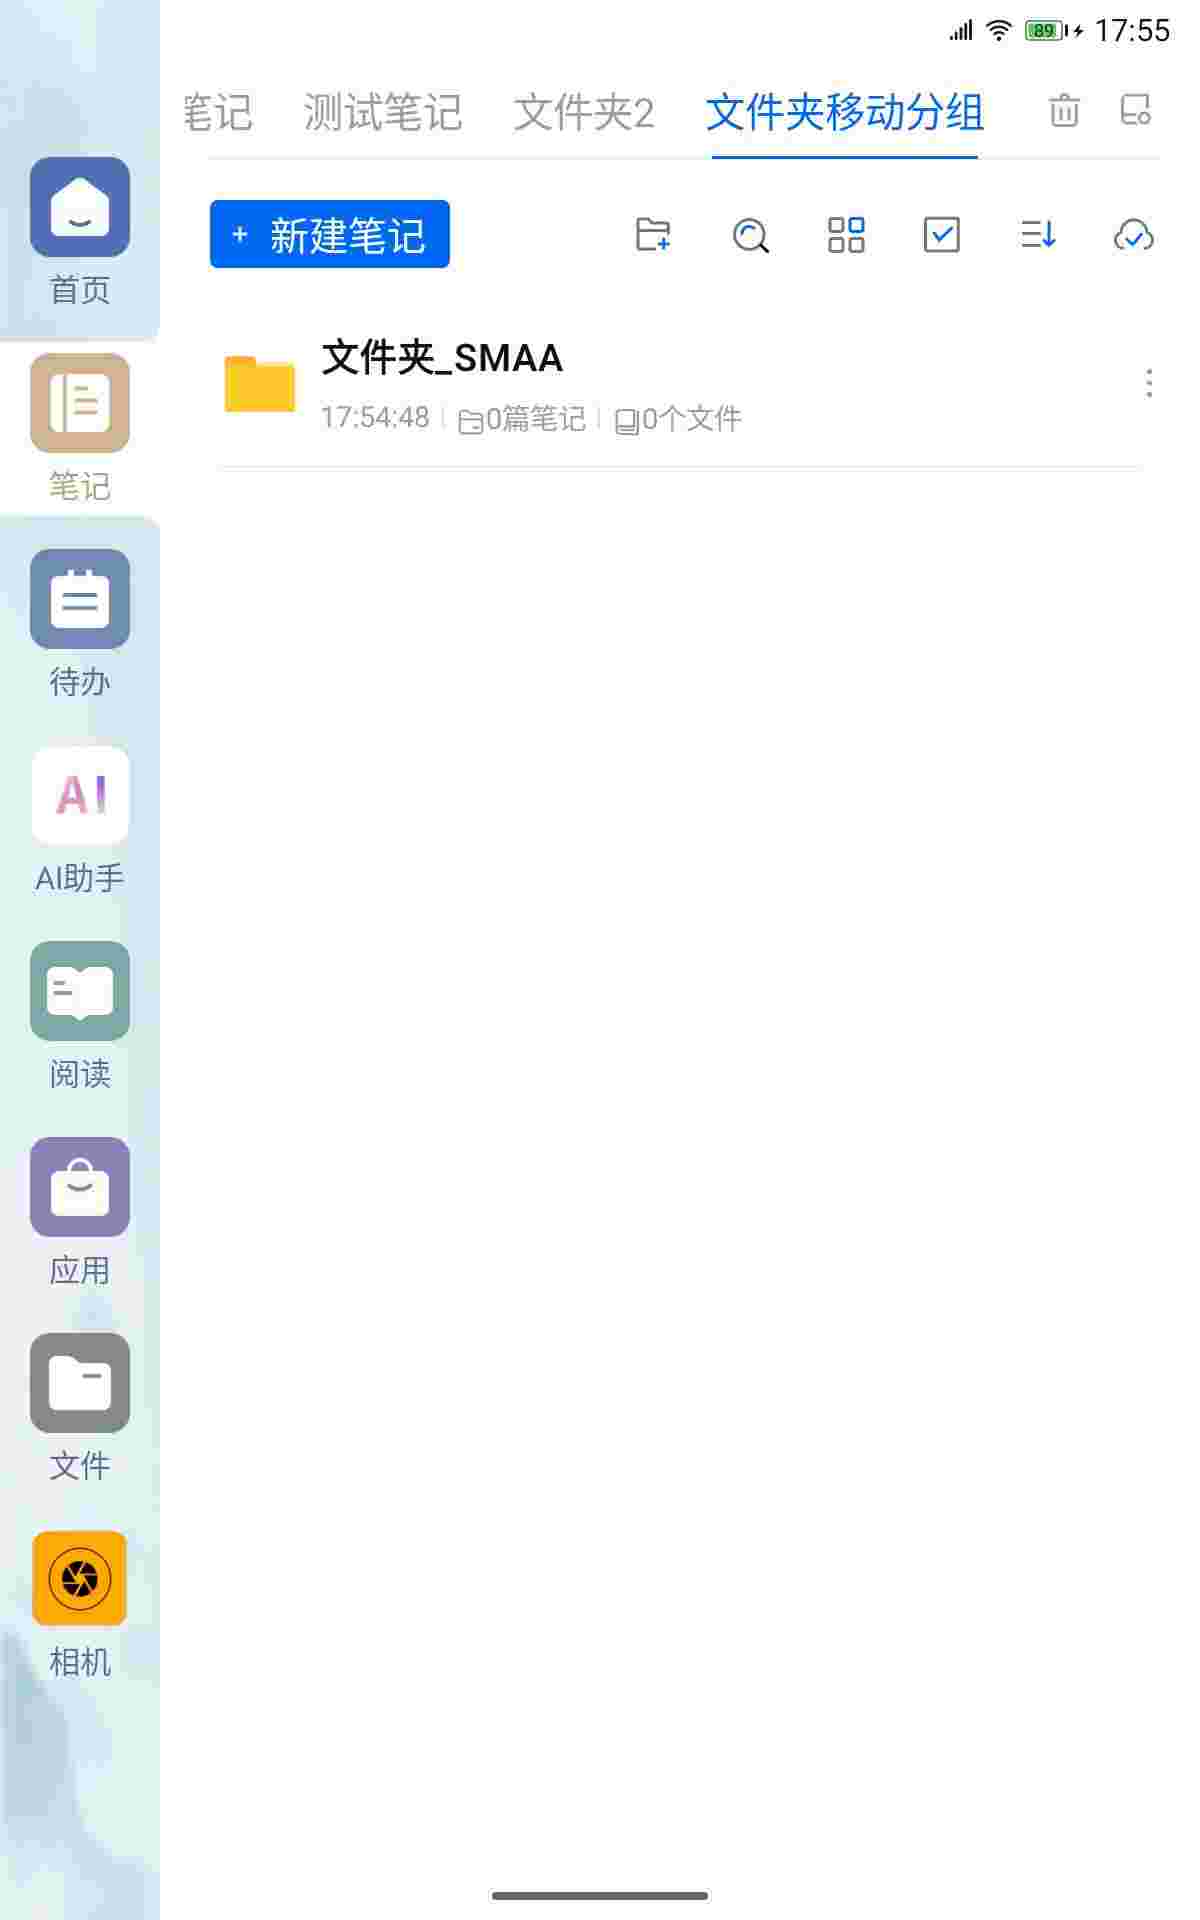 89 17:55
笔记 测试笔记 文件夹2 文件夹移动分组
+ 新建笔记
文件夹_SMAA
17:54:48 0篇笔记 0个文件
首页
笔记
待办
AI
AI助手
阅读
应用
文件
相机